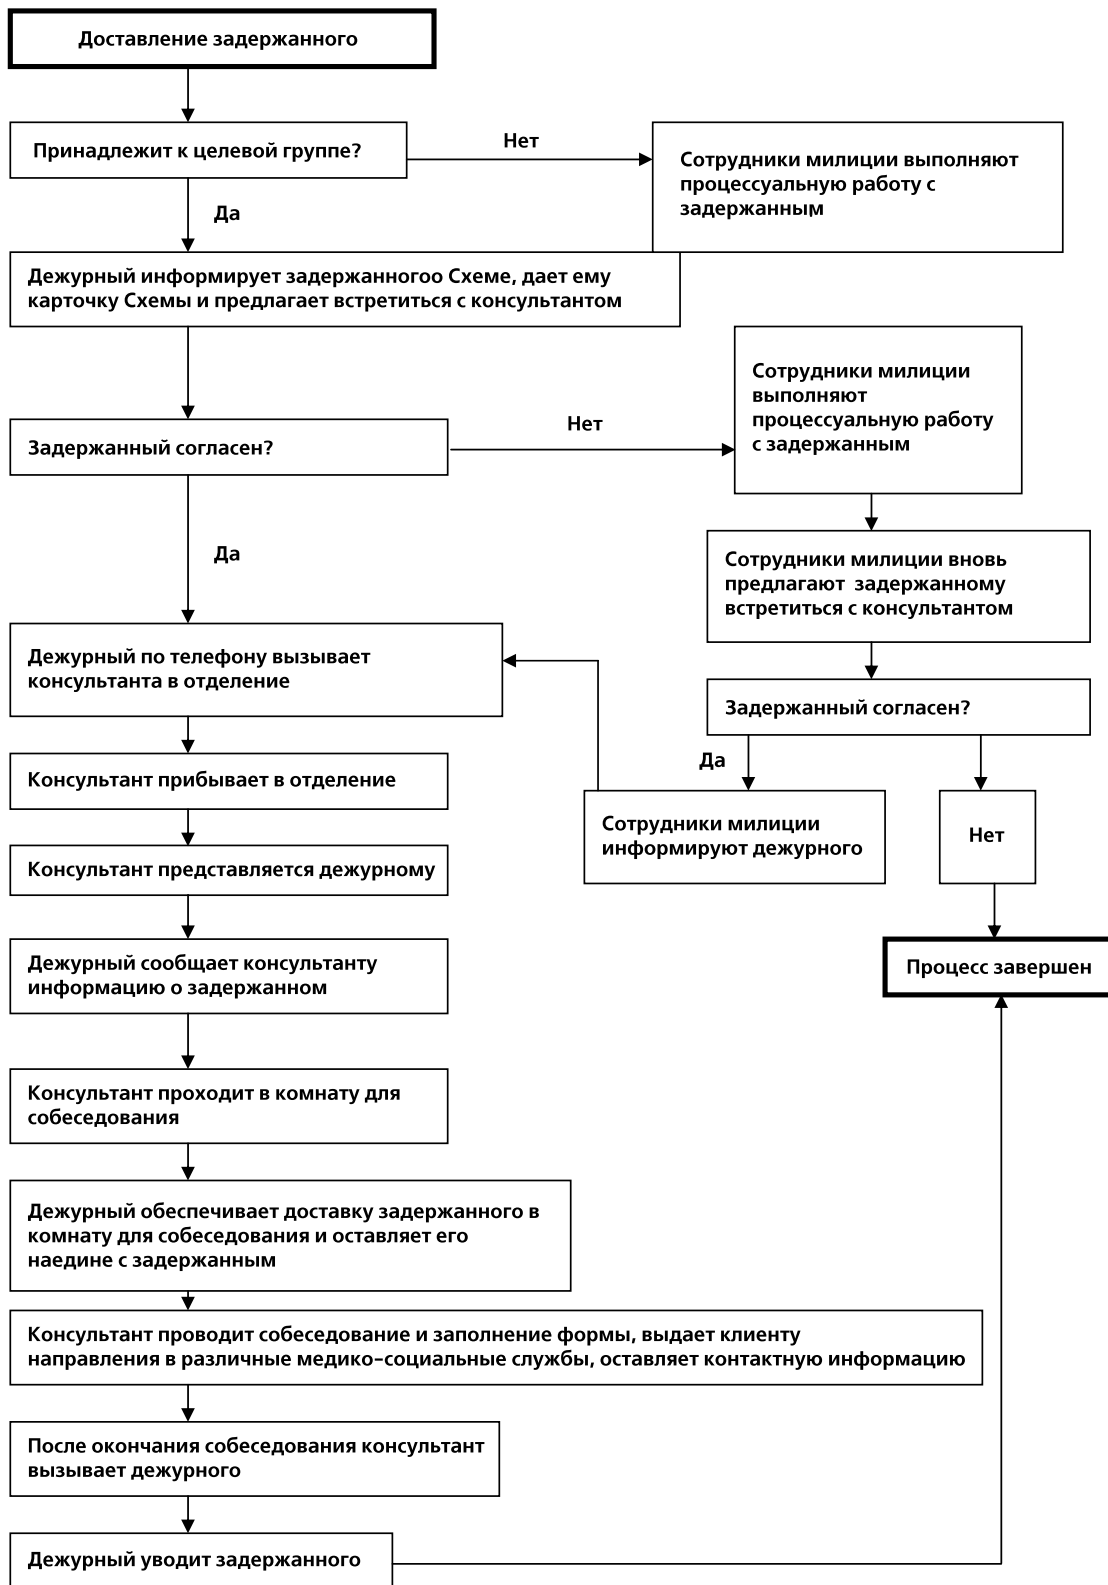 Доставление задержанного
Принадлежит к целевой группе?
Нет
Сотрудники милиции выполняют
процессуальную работу с
задержанным
Да
Дежурный информирует задержанногоо Схеме, дает ему
карточку Схемы и предлагает встретиться с консультантом
Задержанный согласен?
Нет
Сотрудники милиции
выполняют
процессуальную работу
с задержанным
Сотрудники милиции вновь
предлагают задержанному
встретиться с консультантом
Задержанный согласен?
Да
Сотрудники милиции
информируют дежурного
Нет
Процесс завершен
Да
Дежурный по телефону вызывает
консультанта в отделение
Консультант прибывает в отделение
Консультант представляется дежурному
Дежурный сообщает консультанту
информацию о задержанном
Консультант проходит в комнату для
собеседования
Дежурный обеспечивает доставку задержанного в
комнату для собеседования и оставляет его
наедине с задержанным
Консультант проводит собеседование и заполнение формы, выдает клиенту
направления в различные медико-социальные службы, оставляет контактную информацию
После окончания собеседования консультант
вызывает дежурного
Дежурный уводит задержанного